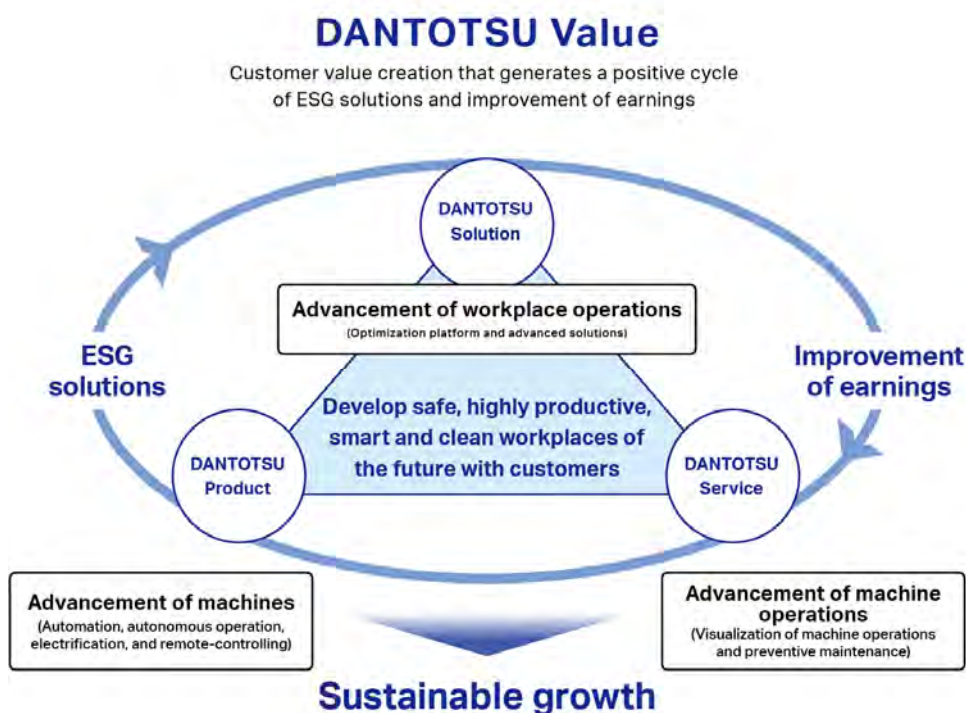 DANTOTSU Value
Customer value creation that generates a positive cycle
of ESG solutions and improvement of earnings
DANTOTSU
Solution
Advancement of workplace operations
(Optimization platform and advanced solutions)
ESG
solutions
Improvement
of earnings
Develop safe, highly productive,
smart and clean workplaces of
the future with customers
DANTOTSU
Product
DANTOTSU
Service
Advancement of machines
(Automation, autonomous operation,
electrification, and remote-controlling)
Advancement of machine
operations
(Visualization of machine operations
and preventive maintenance)
Sustainable growth